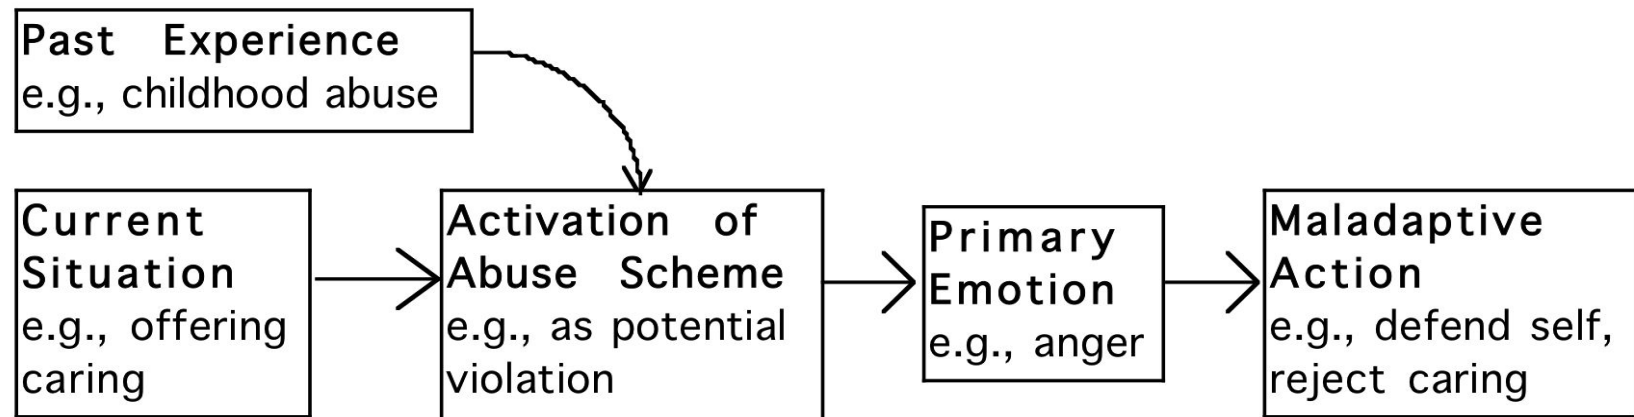 Past Experience
e.g., childhood abuse
Current
Situation
e.g., offering
caring
Activation of
Abuse Scheme
e.g., as potential
violation
Primary
Emotion
e.g., anger
Maladaptive
Action
e.g., defend self,
reject caring